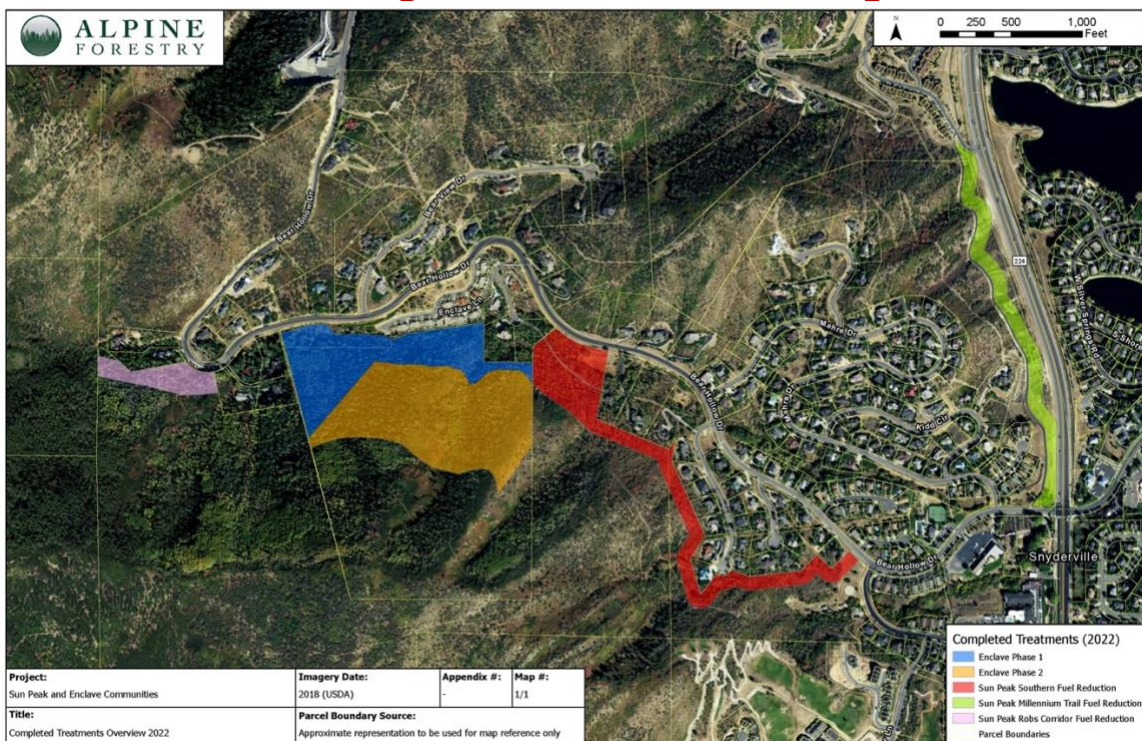 ALPINE
FORESTRY
N
0 250 500 1,000
Feet
Bear Hollow Dr
Bear View Dr
Bear Hollow Dr
Enclave Ln
224
W Silver Springs Rd
S Shore
Mahre Dr
Bear Hollow Dr
Mahre Dr
Kidd Cir
Bear Hollow Dr
Snyderville
Completed Treatments (2022)
Enclave Phase 1
Enclave Phase 2
Sun Peak Southern Fuel Reduction
Sun Peak Millennium Trail Fuel Reduction
Sun Peak Robs Corridor Fuel Reduction
Parcel Boundaries
Project:
Sun Peak and Enclave Communities
Imagery Date:
2018 (USDA)
Appendix #:
-
Map #:
1/1
Title:
Completed Treatments Overview 2022
Parcel Boundary Source:
Approximate representation to be used for map reference only